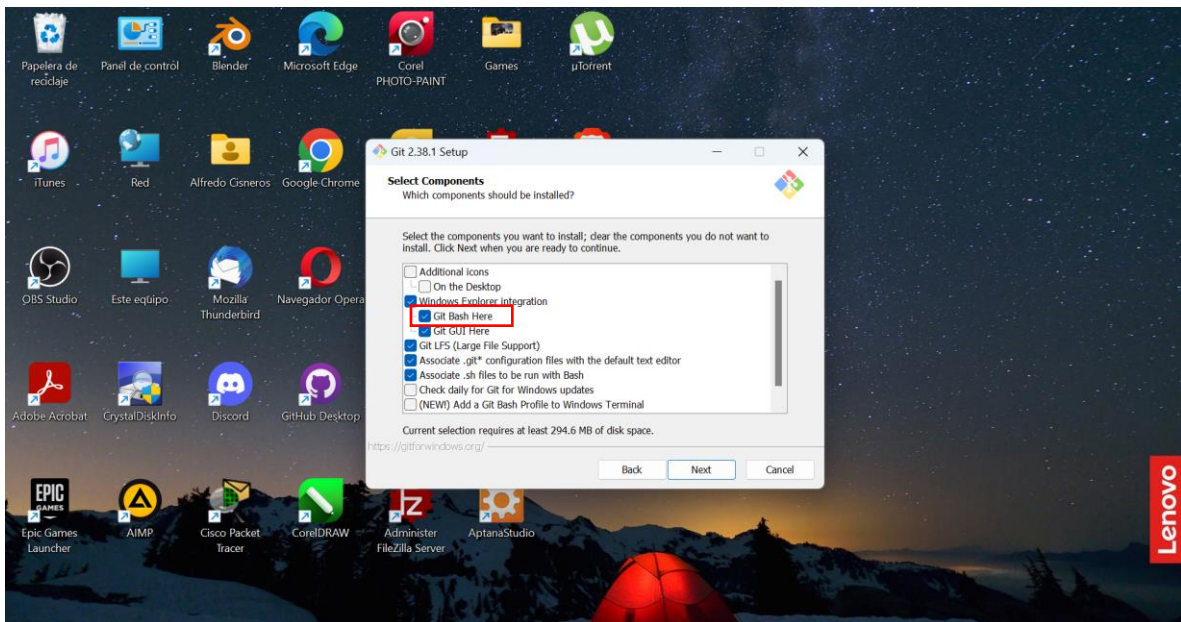 Papelera de
reciclaje
Panel de control
Blender
Microsoft Edge
Corel
PHOTO-PAINT
Games
µTorrent
iTunes
Red
Alfredo Cisneros
Google Chrome
OBS Studio
Este equipo
Mozilla
Thunderbird
Navegador Opera
Adobe Acrobat
CrystalDiskInfo
Discord
GitHub Desktop
EPIC
GAMES
Epic Games
Launcher
AIMP
Cisco Packet
Tracer
CorelDRAW
Administer
FileZilla Server
AptanaStudio
Git 2.38.1 Setup
Select Components
Which components should be installed?
Select the components you want to install; clear the components you do not want to
install. Click Next when you are ready to continue.
Additional icons
On the Desktop
Windows Explorer integration
Git Bash Here
Git GUI Here
Git LFS (Large File Support)
Associate .git* configuration files with the default text editor
Associate .sh files to be run with Bash
Check daily for Git for Windows updates
(NEW!) Add a Git Bash Profile to Windows Terminal
Current selection requires at least 294.6 MB of disk space.
https://gitforwindows.org/
Back
Next
Cancel
Lenovo